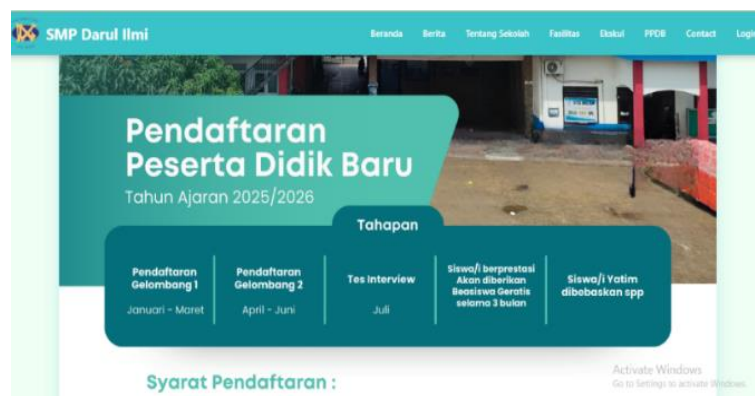 SMP Darul Ilmi
Beranda Berita Tentang Sekolah Fasilitas Ekskul PPDB Contact Login
Pendaftaran
Peserta Didik Baru
Tahun Ajaran 2025/2026
Tahapan
Pendaftaran
Gelombang 1
Januari - Maret
Pendaftaran
Gelombang 2
April - Juni
Tes Interview
Juli
Siswa/i berprestasi
Akan diberikan
Beasiswa Geratis
selama 3 bulan
Siswa/i Yatim
dibobaskan spp
Syarat Pendaftaran :
Activate Windows
Go to Settings to activate Windows.